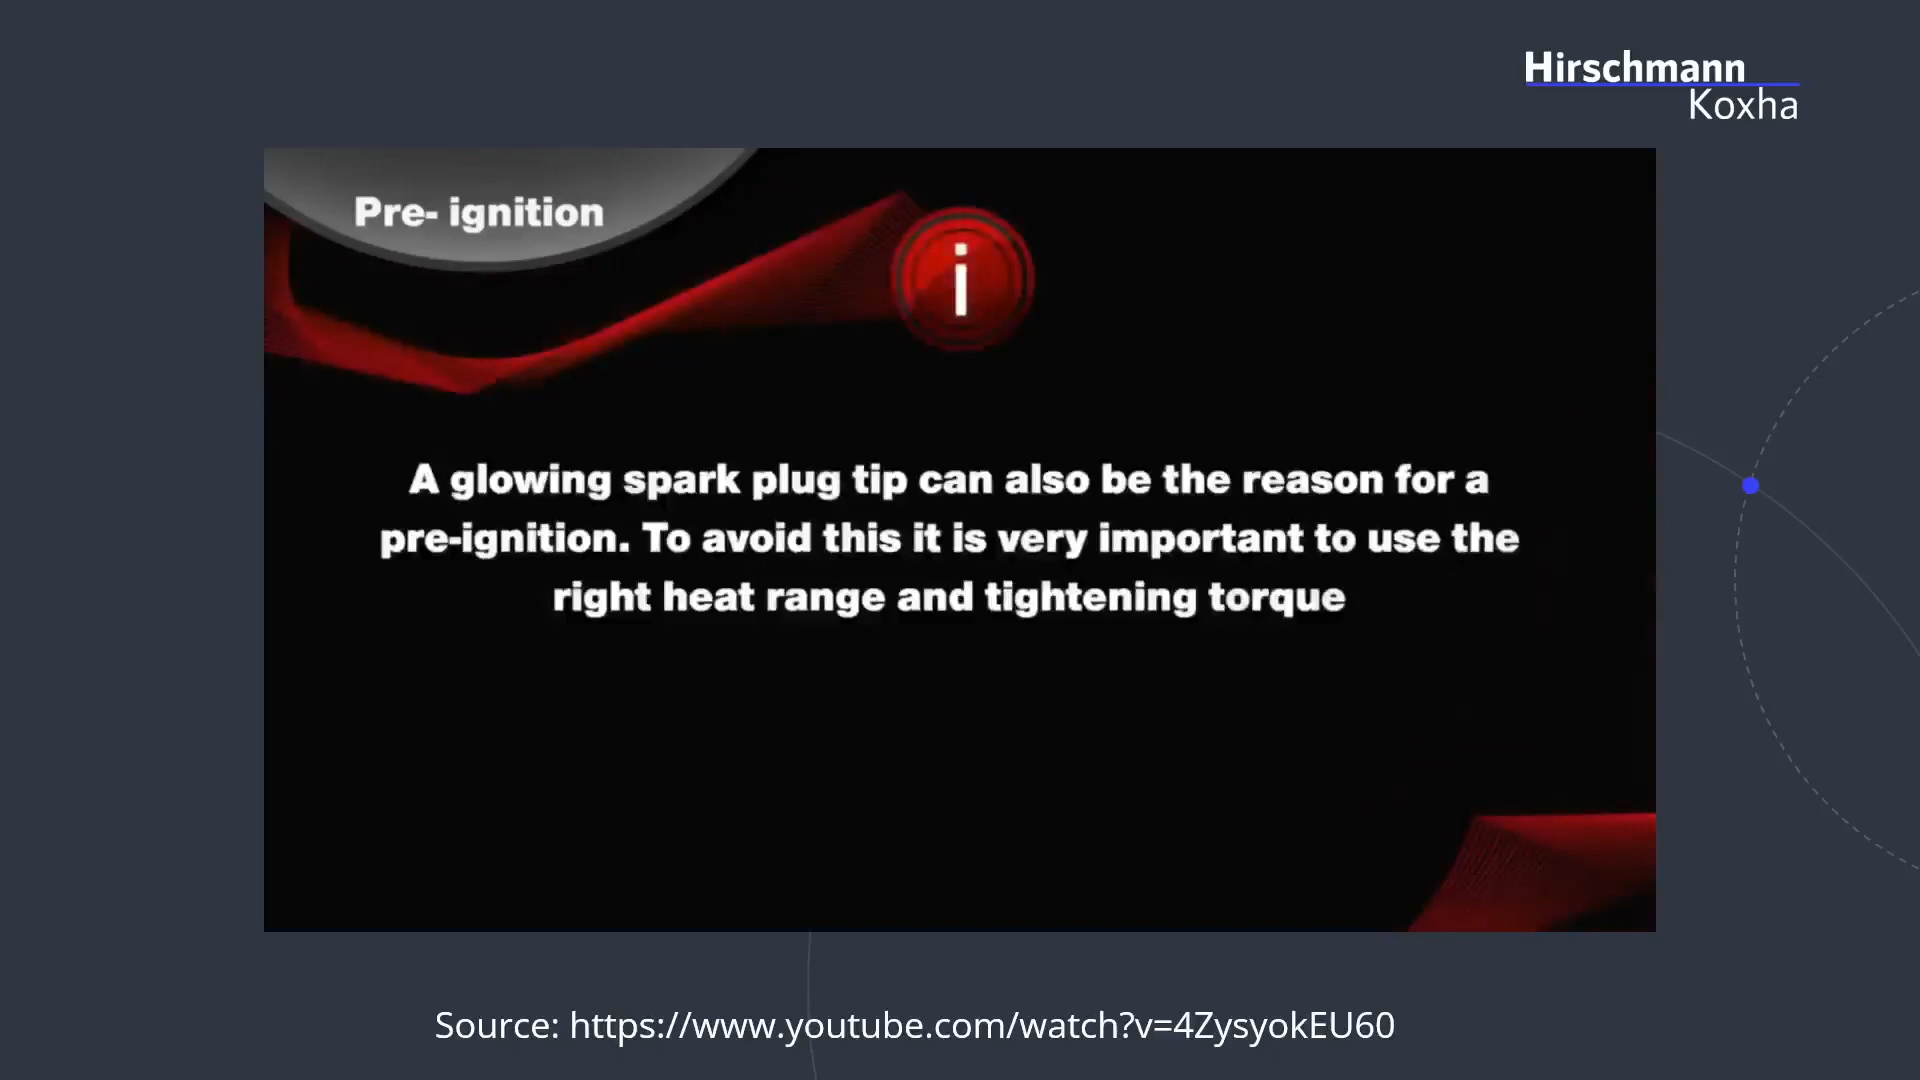 Hirschmann
Koxha
Pre- ignition
i
A glowing spark plug tip can also be the reason for a
pre-ignition. To avoid this it is very important to use the
right heat range and tightening torque
Source: https://www.youtube.com/watch?v=4ZysyokEU60